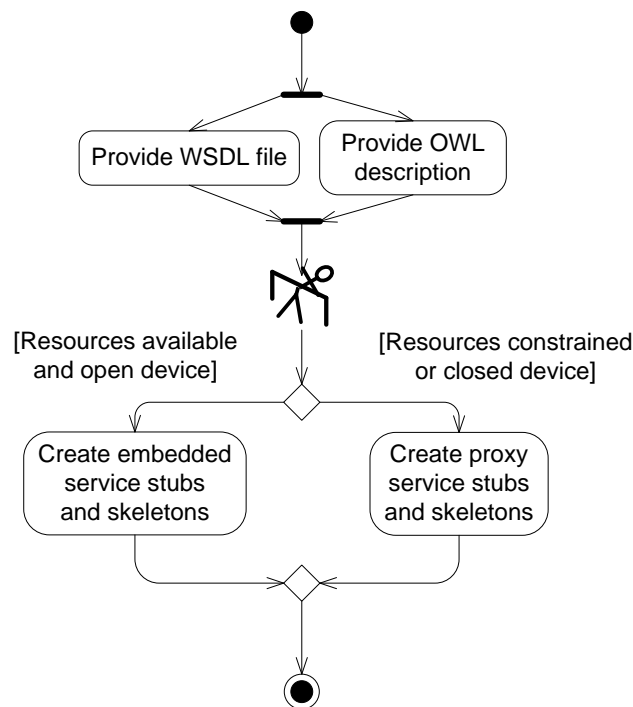 Provide WSDL file
Provide OWL
description
[Resources available
and open device]
[Resources constrained
or closed device]
Create embedded
service stubs
and skeletons
Create proxy
service stubs
and skeletons